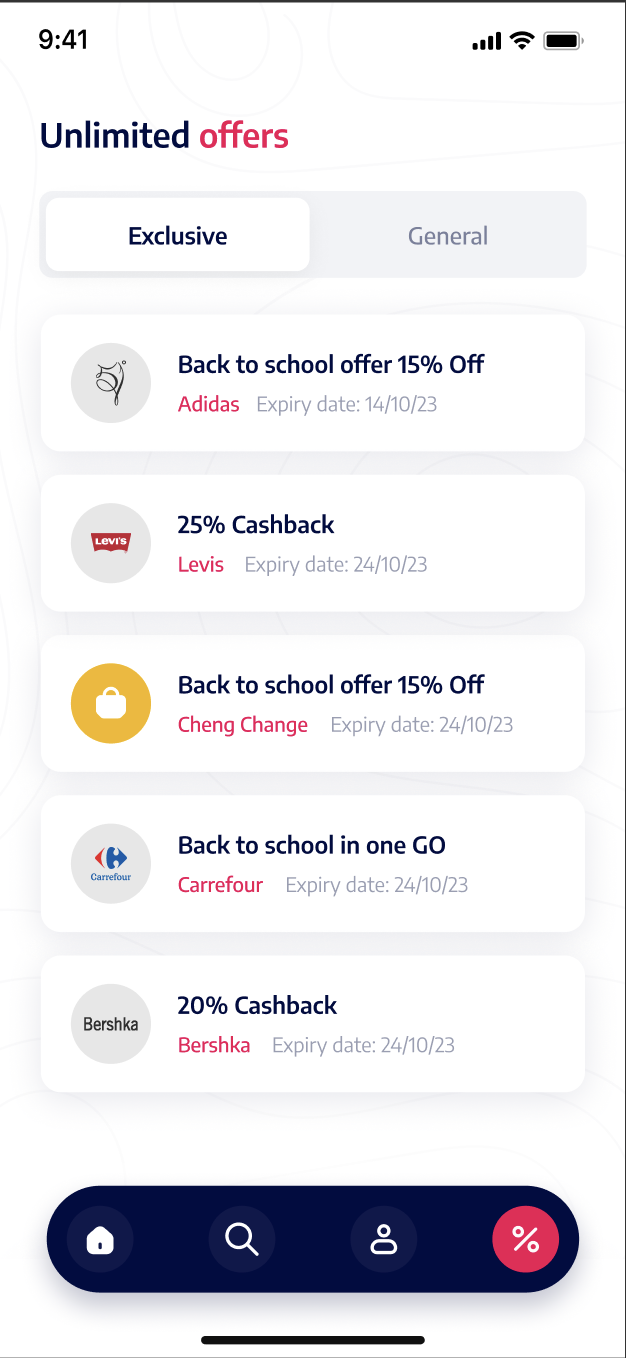 9:41
Unlimited offers
Exclusive General
Back to school offer 15% Off
Adidas Expiry date: 14/10/23
LEVI'S
25% Cashback
Levis Expiry date: 24/10/23
Back to school offer 15% Off
Cheng Change Expiry date: 24/10/23
Back to school in one GO
Carrefour
Carrefour Expiry date: 24/10/23
20% Cashback
Bershka
Bershka Expiry date: 24/10/23
%